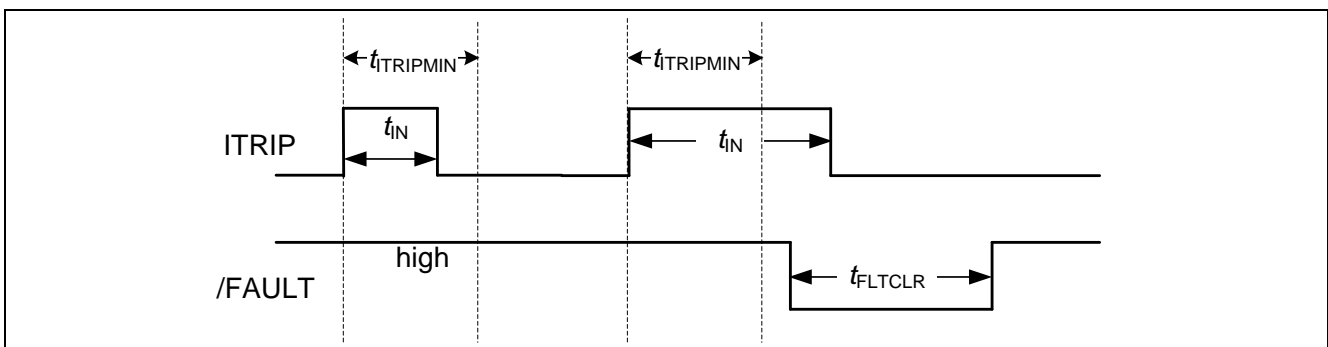 tITRIPMIN tITRIPMIN
ITRIP tIN tIN
high
/FAULT tFLTCLR